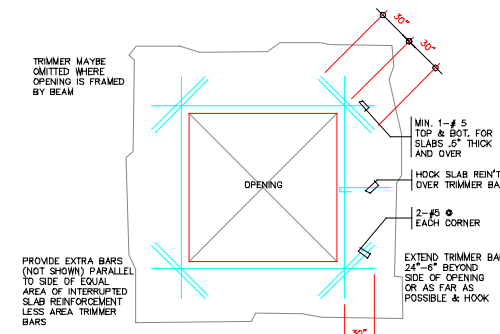 30"
30"
TRIMMER MAYBE
OMITTED WHERE
OPENING IS FRAMED
BY BEAM
MIN. 1-# 5
TOP & BOT. FOR
SLABS .5" THICK
AND OVER
HOCK SLAB REIN'T
OVER TRIMMER BA
OPENING
2-#5 @
EACH CORNER
PROVIDE EXTRA BARS
(NOT SHOWN) PARALLEL
TO SIDE OF EQUAL
AREA OF INTERRUPTED
SLAB REINFORCEMENT
LESS AREA TRIMMER
BARS
EXTEND TRIMMER BA
24"-6" BEYOND
SIDE OF OPENING
OR AS FAR AS
POSSIBLE & HOOK
30"